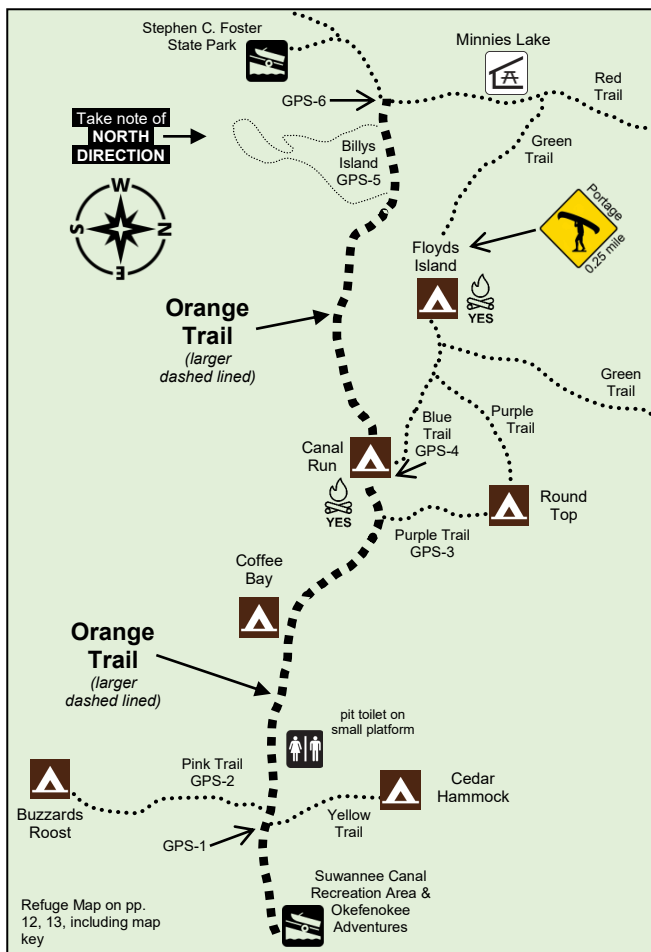 Stephen C. Foster
State Park
Minnies Lake
GPS-6
Red
Trail
Take note of
NORTH
DIRECTION
Billys
Island
GPS-5
Green
Trail
W
S
N
E
Portage
0.25 mile
Floyds
Island
YES
Orange
Trail
(larger
dashed lined)
Green
Trail
Blue
Trail
GPS-4
Purple
Trail
Canal
Run
YES
Round
Top
Purple Trail
GPS-3
Coffee
Bay
Orange
Trail
(larger
dashed lined)
pit toilet on
small platform
Pink Trail
GPS-2
Cedar
Hammock
Buzzards
Roost
Yellow
Trail
GPS-1
Suwannee Canal
Recreation Area &
Okefenokee
Adventures
Refuge Map on pp.
12, 13, including map
key